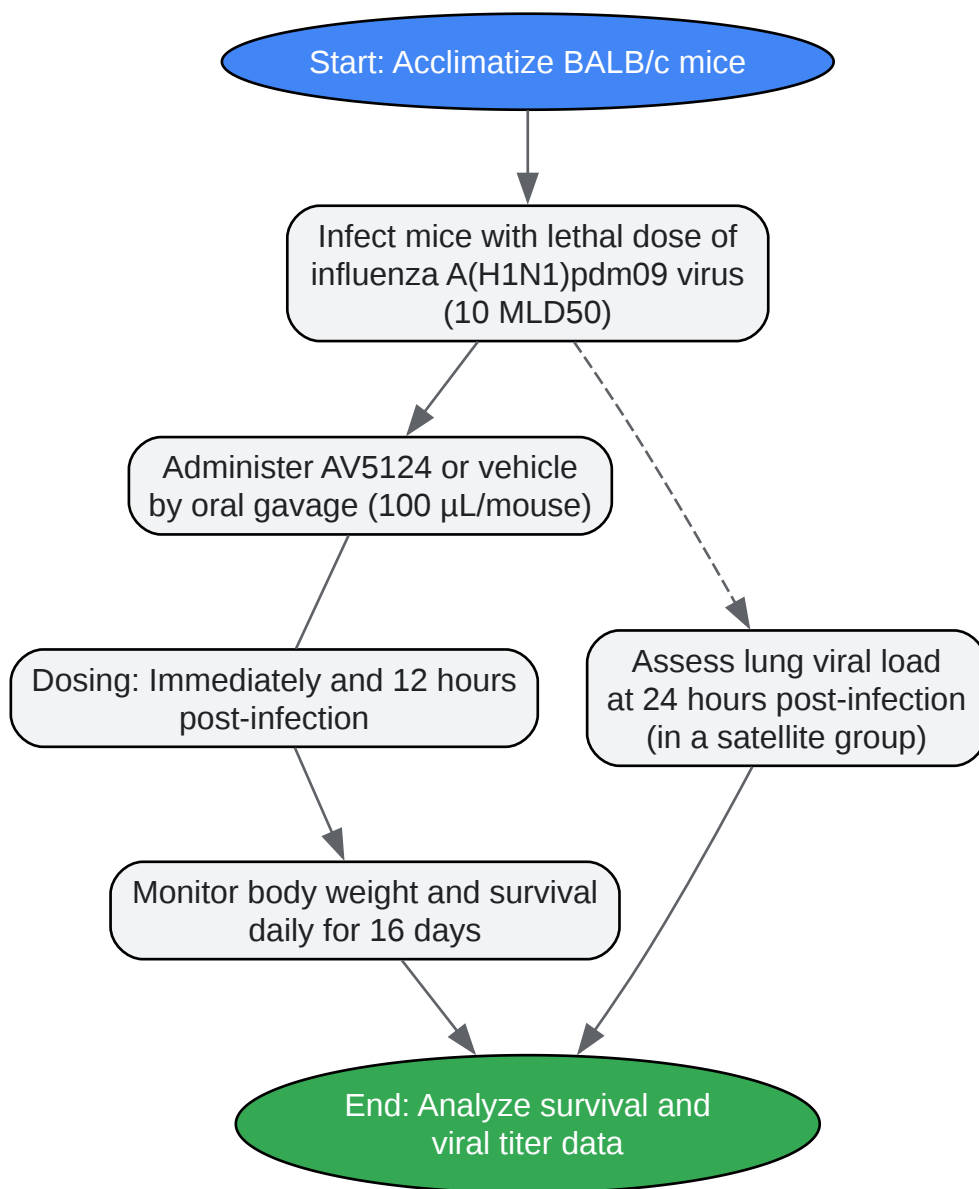 Start: Acclimatize BALB/c mice
Infect mice with lethal dose of
influenza A(H1N1)pdm09 virus
(10 MLD50)
Administer AV5124 or vehicle
by oral gavage (100 µL/mouse)
Dosing: Immediately and 12 hours
post-infection
Assess lung viral load
at 24 hours post-infection
(in a satellite group)
Monitor body weight and survival
daily for 16 days
End: Analyze survival and
viral titer data